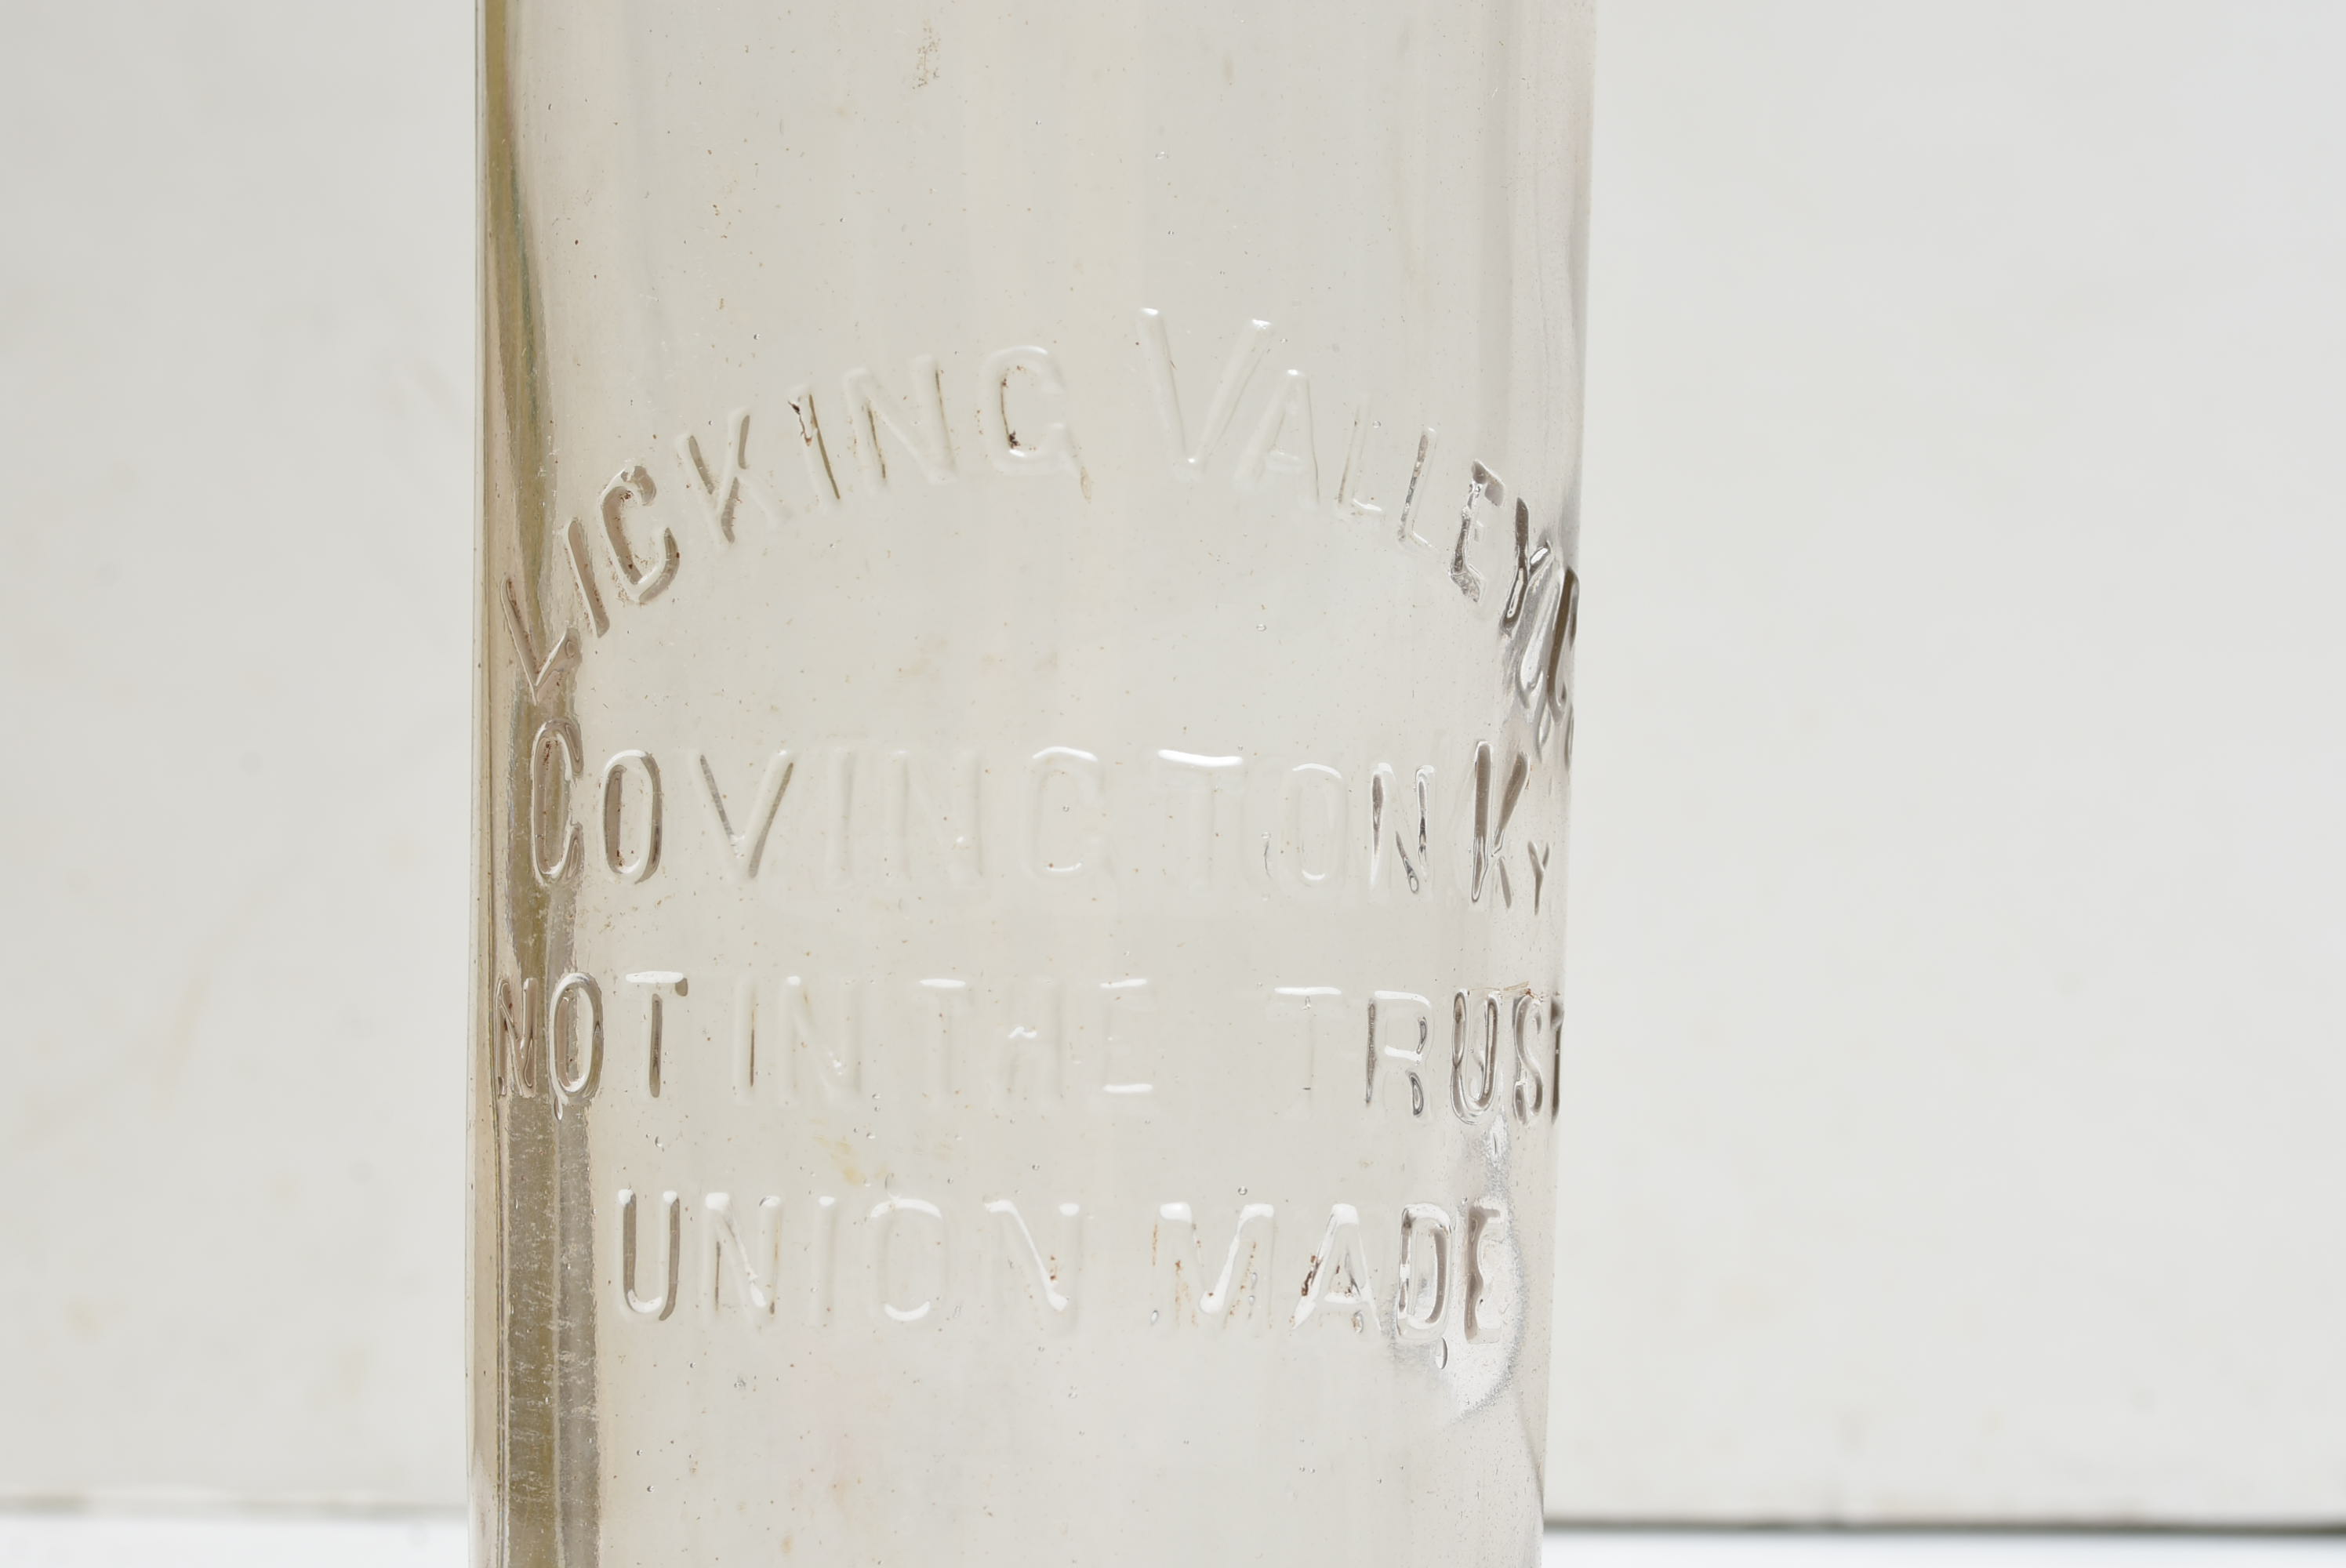 LICKING VALLEY
COVINGTON KY
NOT IN THE TRUST
UNION MADE